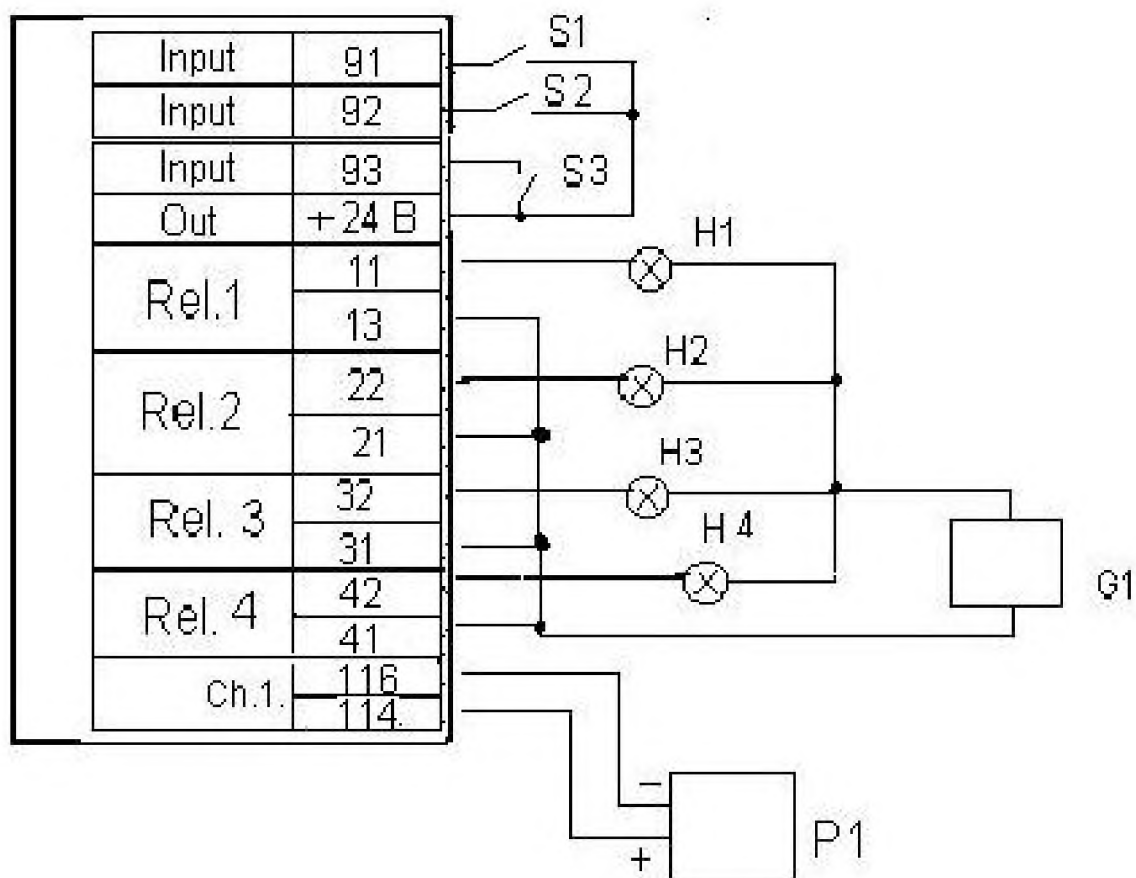 Input 91 S1
Input 92 S2
Input 93 S3
Out +24 В
Rel.1 11 H1
13
Rel.2 22 H2
21
Rel. 3 32 H3
31
Rel. 4 42 H 4
41 G1
Ch.1. 116
114.
−
+ P1